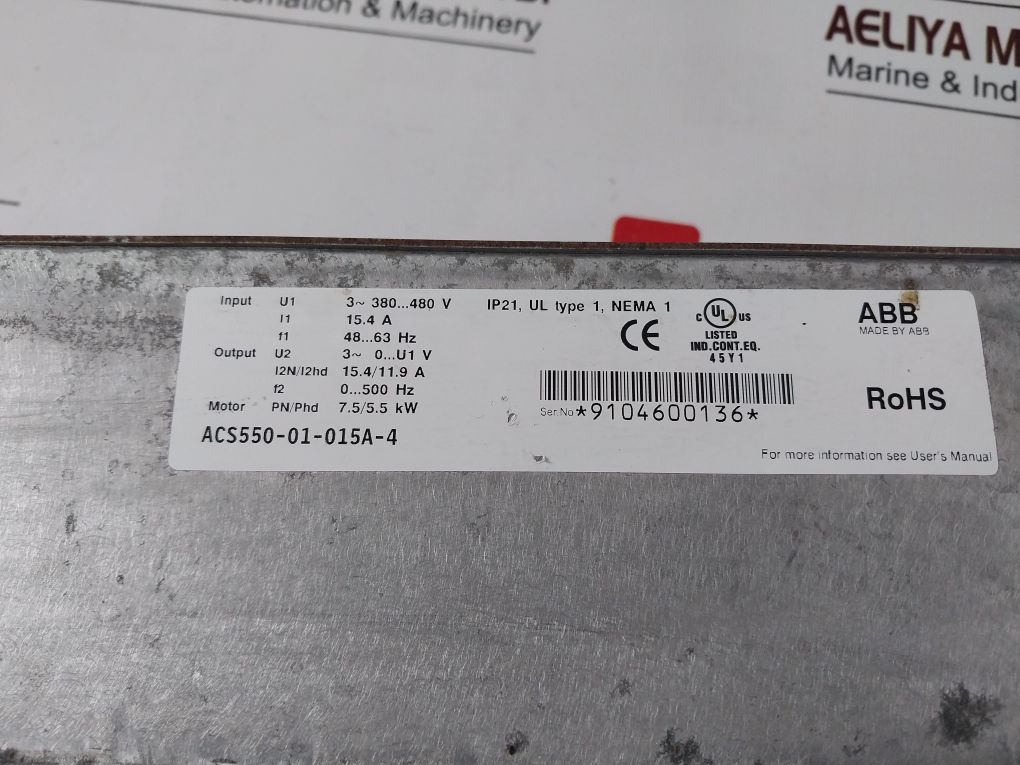 & Machinery
AELIYA M
Marine & Ind
Input U1 3~ 380...480 V
I1 15.4 A
f1 48...63 Hz
Output U2 3~ 0...U1 V
I2N/I2hd 15.4/11.9 A
f2 0...500 Hz
Motor PN/Phd 7.5/5.5 kW
ACS550-01-015A-4
IP21, UL type 1, NEMA 1
CE
C UL US
LISTED
IND.CONT.EQ.
45Y1
Ser.No *9104600136*
ABB
MADE BY ABB
RoHS
For more information see User's Manual